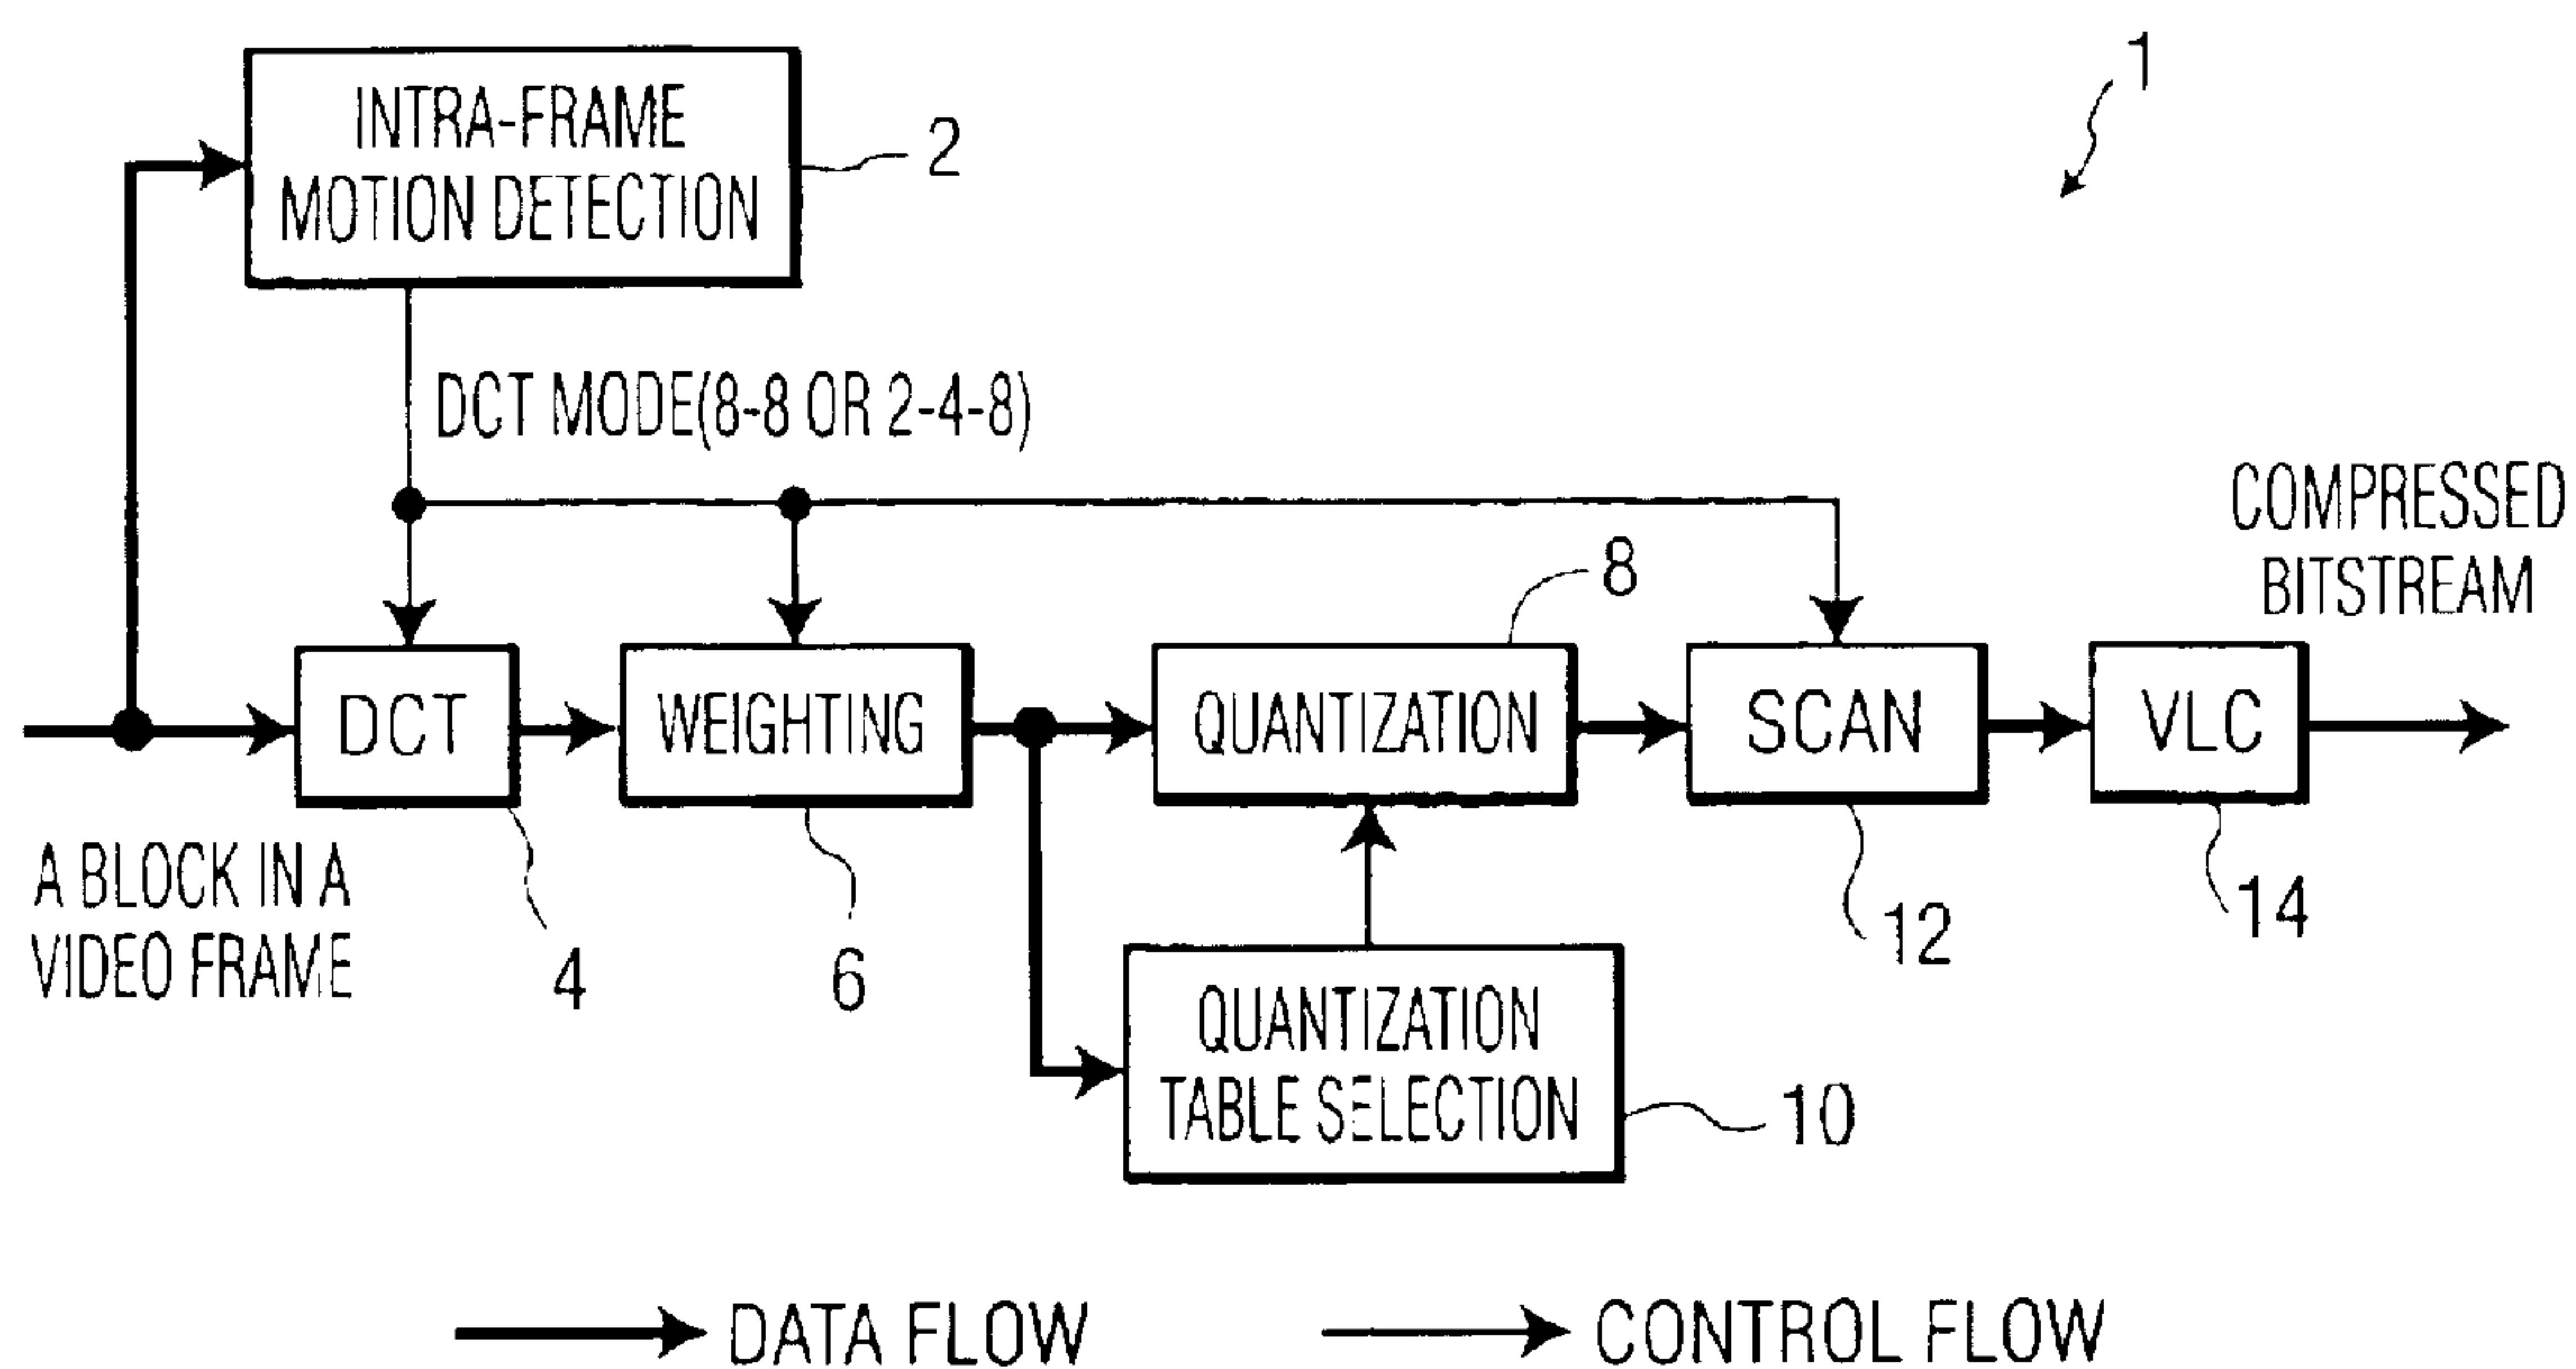 1
INTRA-FRAME
MOTION DETECTION
2
DCT MODE(8-8 OR 2-4-8)
COMPRESSED
BITSTREAM
8
DCT
WEIGHTING
QUANTIZATION
SCAN
VLC
A BLOCK IN A
VIDEO FRAME
4
6
12
14
QUANTIZATION
TABLE SELECTION
10
DATA FLOW
CONTROL FLOW